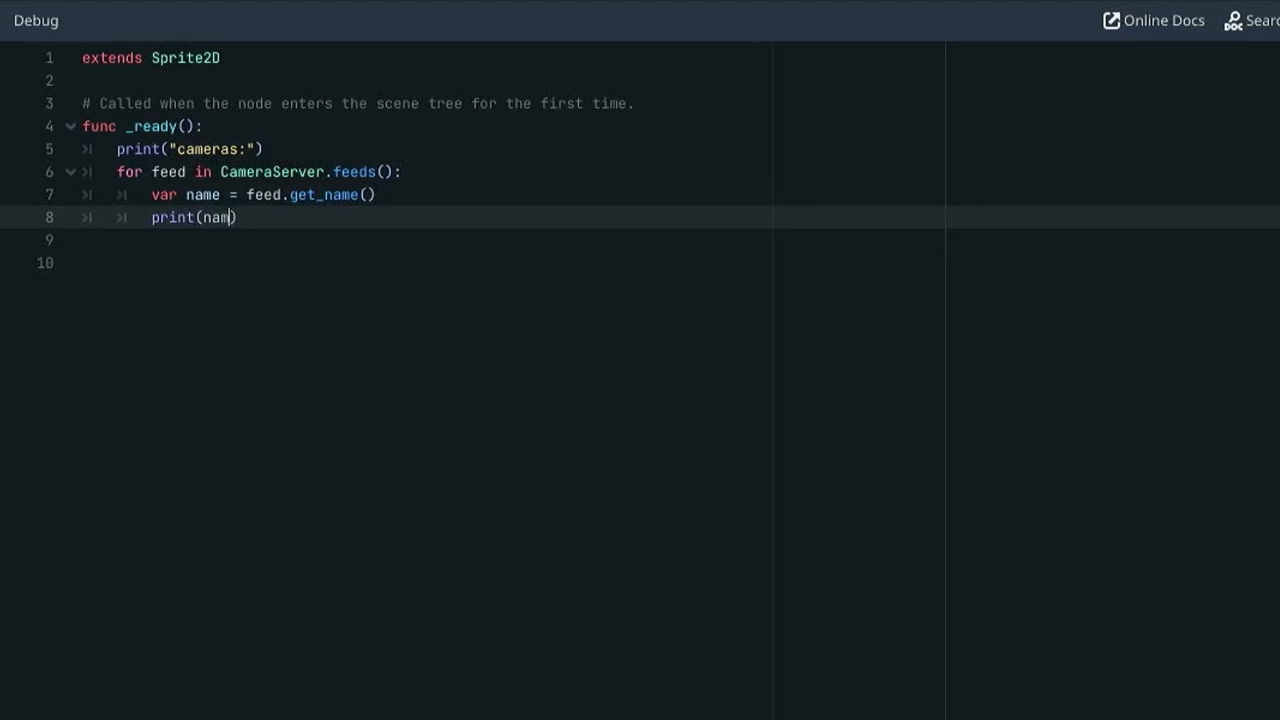 Debug
Online Docs
Sear
1 extends Sprite2D
2
3 # Called when the node enters the scene tree for the first time.
4 func _ready():
5 print("cameras:")
6 for feed in CameraServer.feeds():
7 var name = feed.get_name()
8 print(nam)
9
10